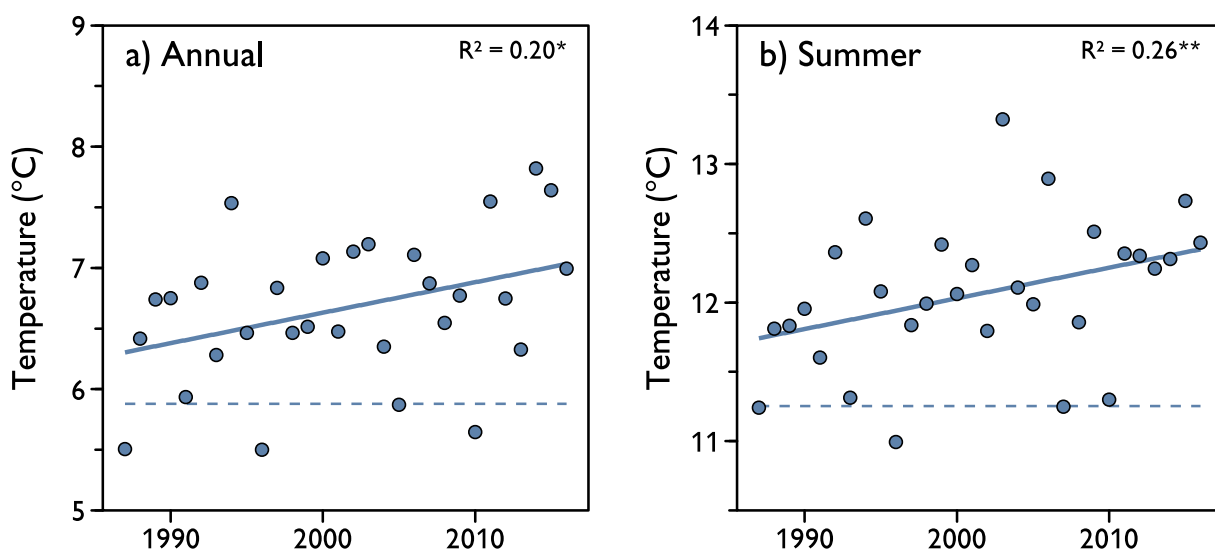 a) Annual
R² = 0.20*
Temperature (°C)
9
8
7
6
5
1990
2000
2010
b) Summer
R² = 0.26**
Temperature (°C)
14
13
12
11
1990
2000
2010